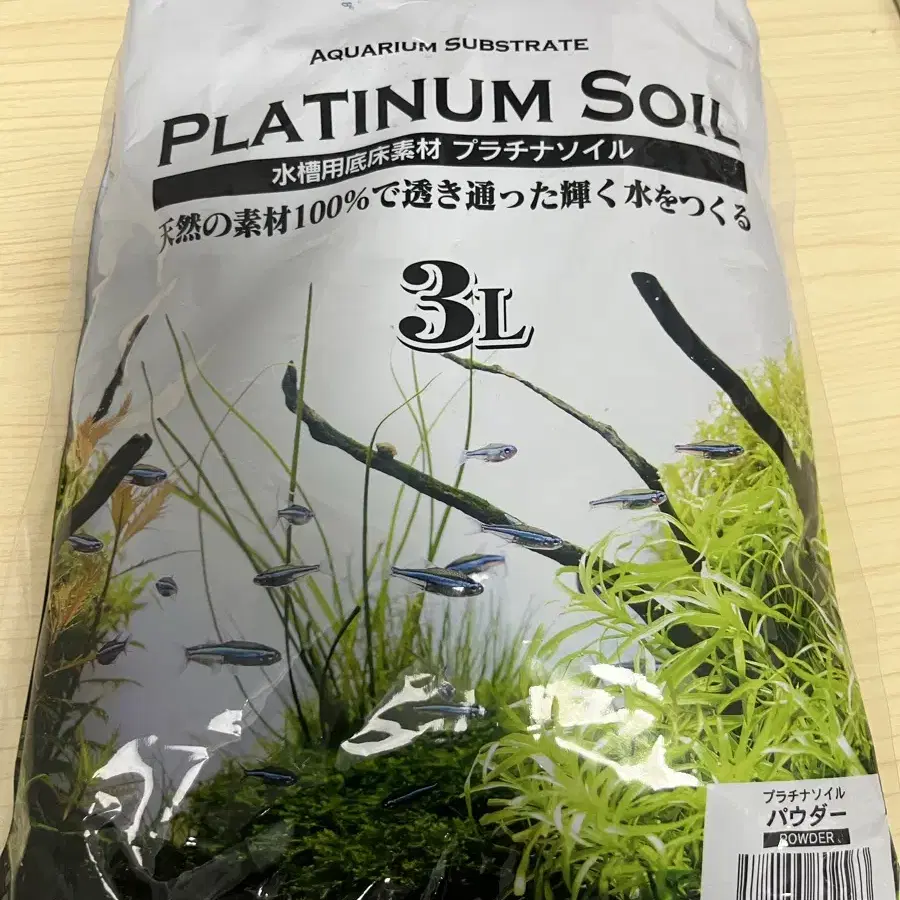 AQUARIUM SUBSTRATE
PLATINUM SOIL
水槽用底床素材 プラチナソイル
天然の素材100%で透き通った輝く水をつくる
3L
プラチナソイル
パウダー
POWDER